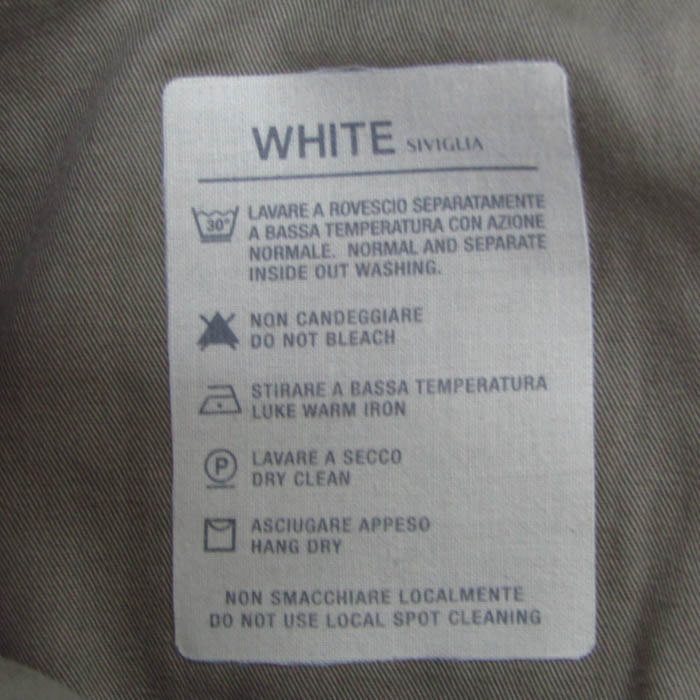 WHITE SIVIGLIA
30°
LAVARE A ROVESCIO SEPARATAMENTE
A BASSA TEMPERATURA CON AZIONE
NORMALE. NORMAL AND SEPARATE
INSIDE OUT WASHING.
NON CANDEGGIARE
DO NOT BLEACH
STIRARE A BASSA TEMPERATURA
LUKE WARM IRON
P
LAVARE A SECCO
DRY CLEAN
ASCIUGARE APPESO
HANG DRY
NON SMACCHIARE LOCALMENTE
DO NOT USE LOCAL SPOT CLEANING